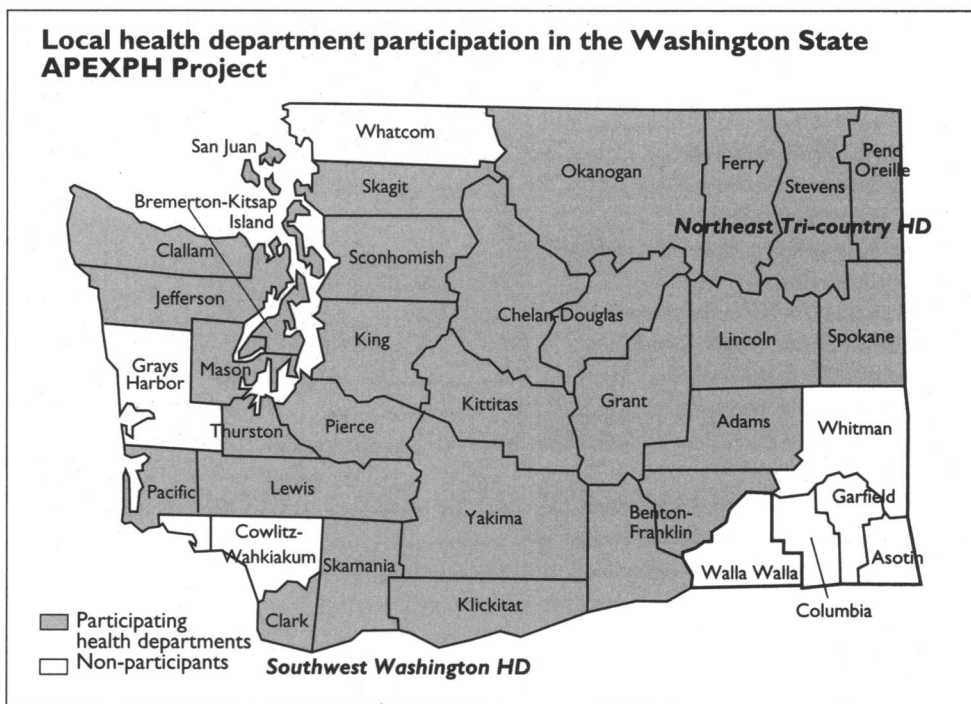 Local health department participation in the Washington State
APEXPH Project
Whatcom
San Juan
Skagit
Okanogan
Ferry
Stevens
Pend
Oreille
Bremerton-Kitsap
Island
Northeast Tri-country HD
Clallam
Sconhomish
Jefferson
Chelan-Douglas
King
Lincoln
Spokane
Grays
Harbor
Mason
Kittitas
Grant
Adams
Thurston
Pierce
Whitman
Pacific
Lewis
Garfield
Yakima
Benton-
Franklin
Cowlitz-
Wahkiakum
Skamania
Walla Walla
Asotin
Columbia
Clark
Klickitat
Participating
health departments
Non-participants
Southwest Washington HD